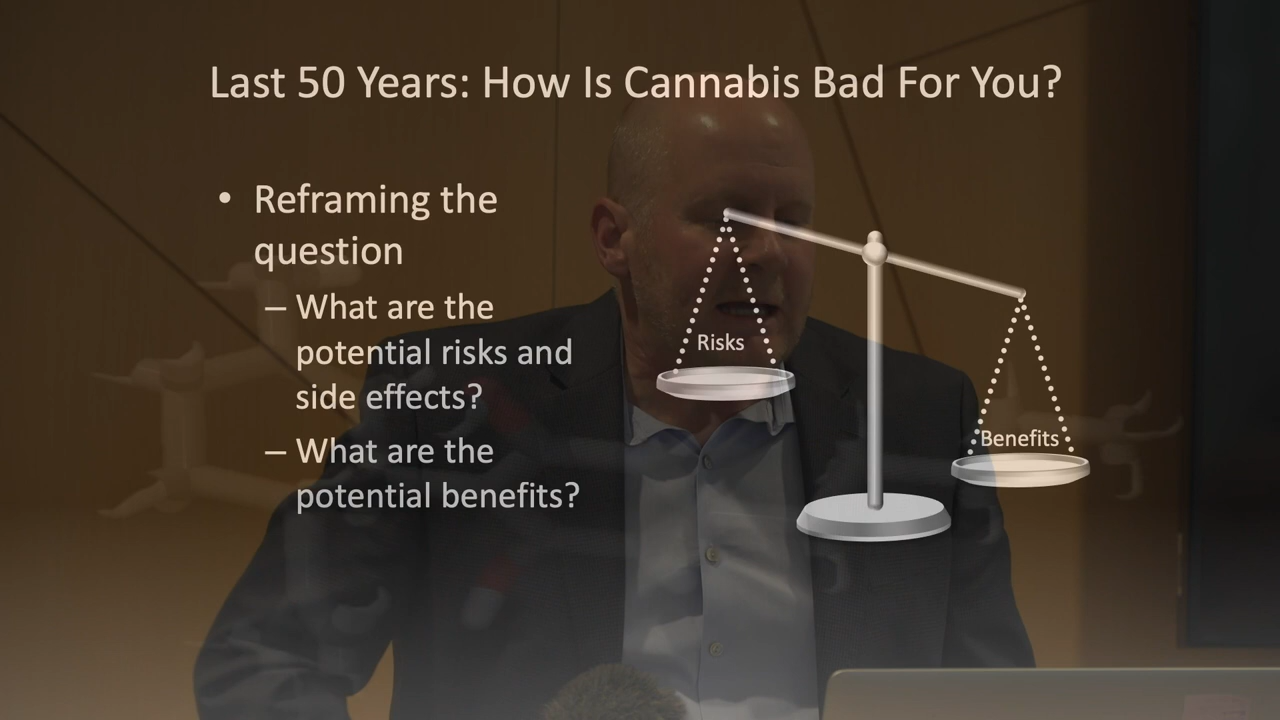 Last 50 Years: How Is Cannabis Bad For You?
• Reframing the
question
– What are the
potential risks and
side effects?
– What are the
potential benefits?
Risks
Benefits